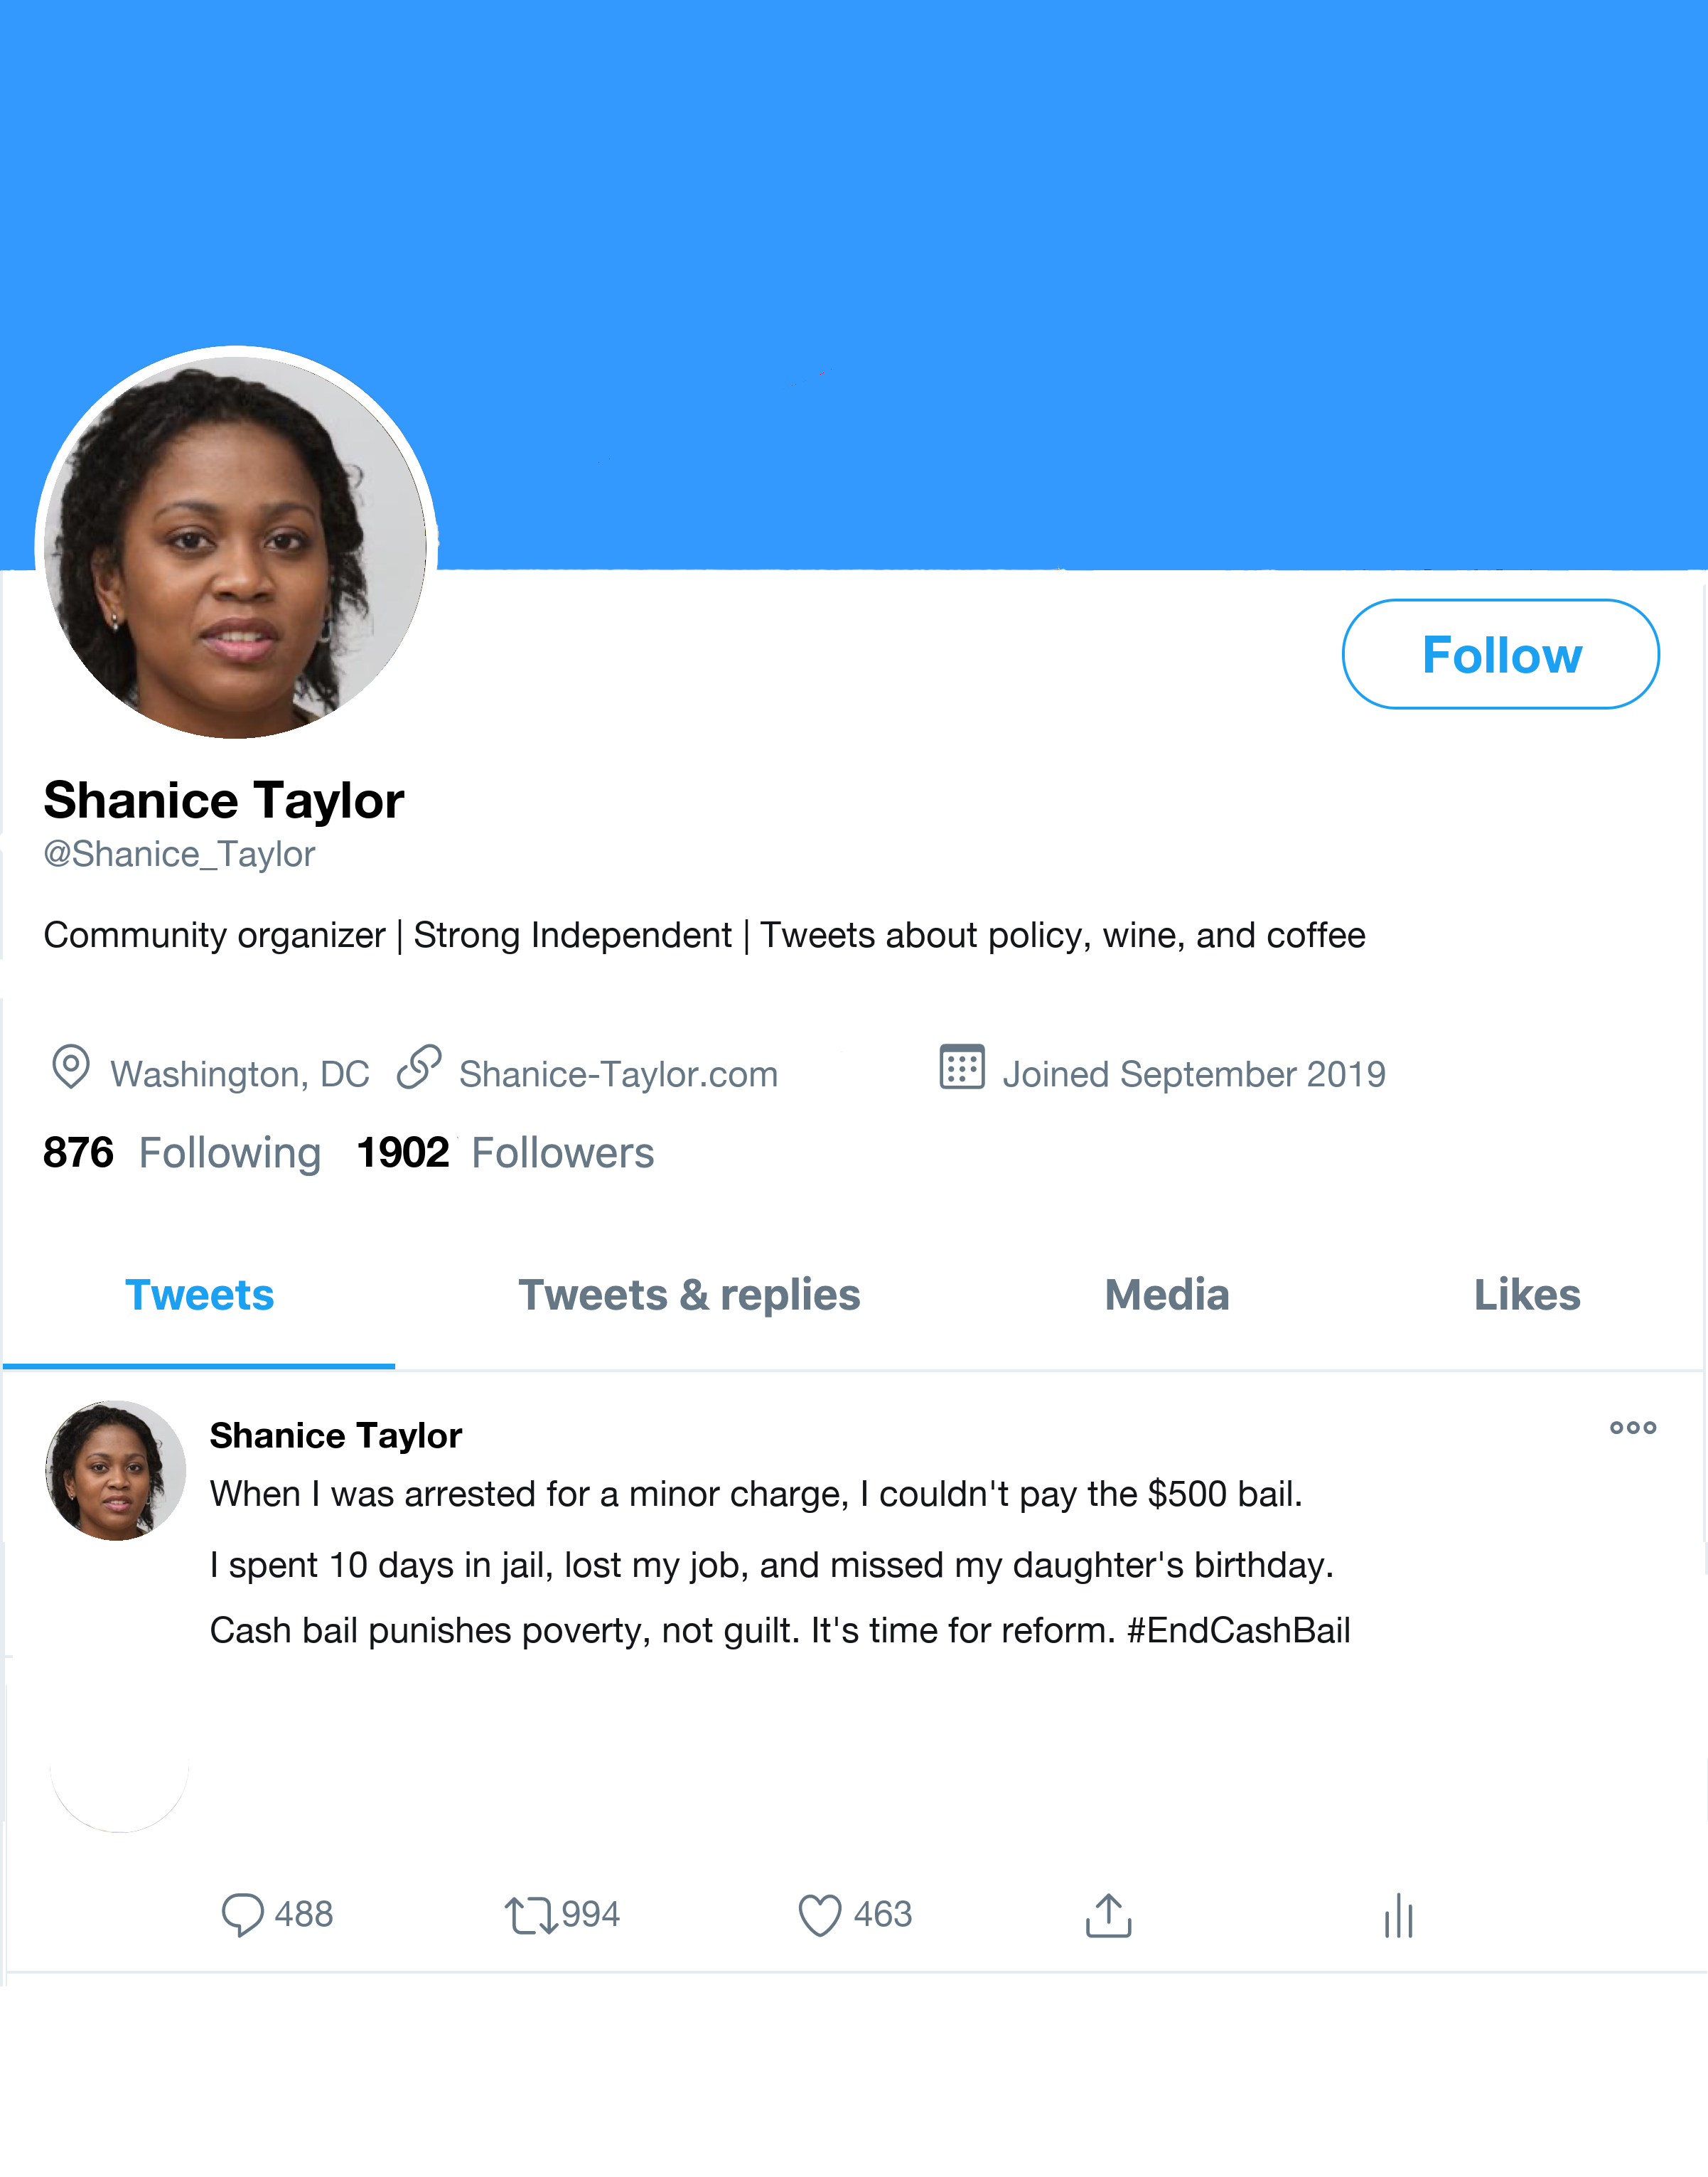 Follow
Shanice Taylor
@Shanice_Taylor
Community organizer | Strong Independent | Tweets about policy, wine, and coffee
Washington, DC Shanice-Taylor.com Joined September 2019
876 Following 1902 Followers
Tweets Tweets & replies Media Likes
Shanice Taylor
When I was arrested for a minor charge, I couldn't pay the $500 bail.
I spent 10 days in jail, lost my job, and missed my daughter's birthday.
Cash bail punishes poverty, not guilt. It's time for reform. #EndCashBail
488 994 463